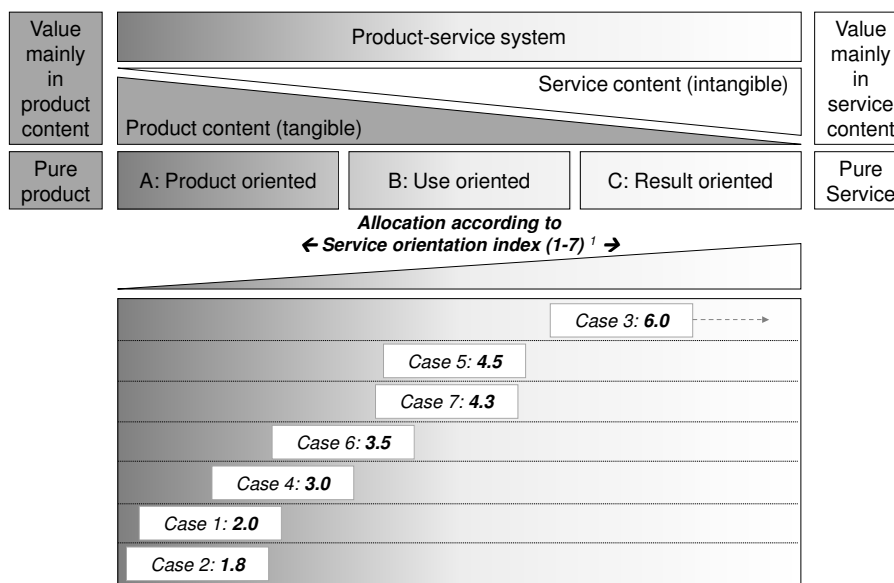 Value
mainly
in
product
content
Product-service system
Service content (intangible)
Product content (tangible)
Value
mainly
in
service
content
Pure
product
A: Product oriented
B: Use oriented
C: Result oriented
Pure
Service
Allocation according to
← Service orientation index (1-7) ¹ →
Case 3: 6.0
Case 5: 4.5
Case 7: 4.3
Case 6: 3.5
Case 4: 3.0
Case 1: 2.0
Case 2: 1.8